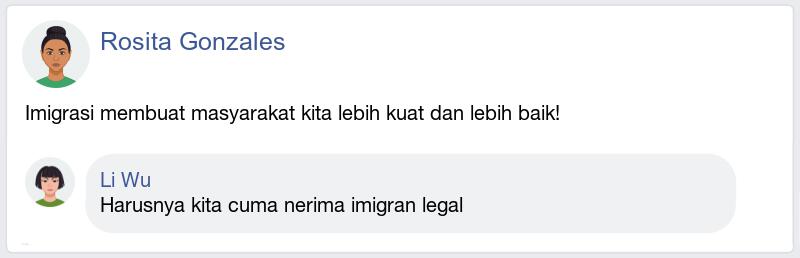 Rosita Gonzales
Imigrasi membuat masyarakat kita lebih kuat dan lebih baik!
Li Wu
Harusnya kita cuma nerima imigran legal